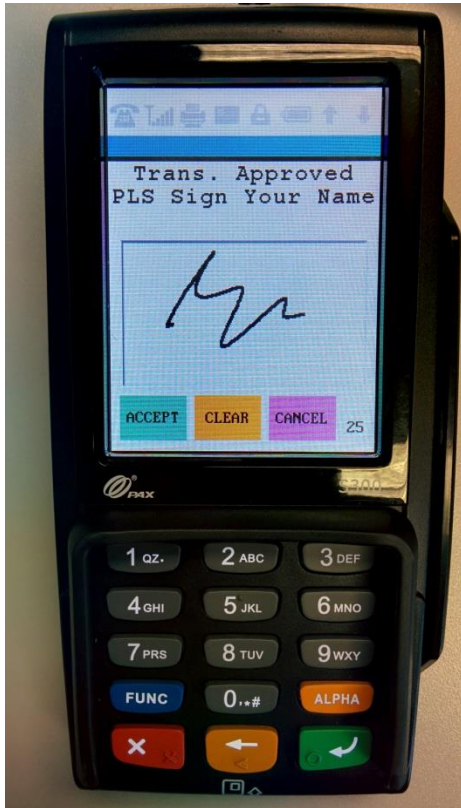 Trans. Approved
PLS Sign Your Name
ACCEPT CLEAR CANCEL 25
PAX S300
1 QZ. 2 ABC 3 DEF
4 GHI 5 JKL 6 MNO
7 PRS 8 TUV 9 WXY
FUNC 0,*# ALPHA